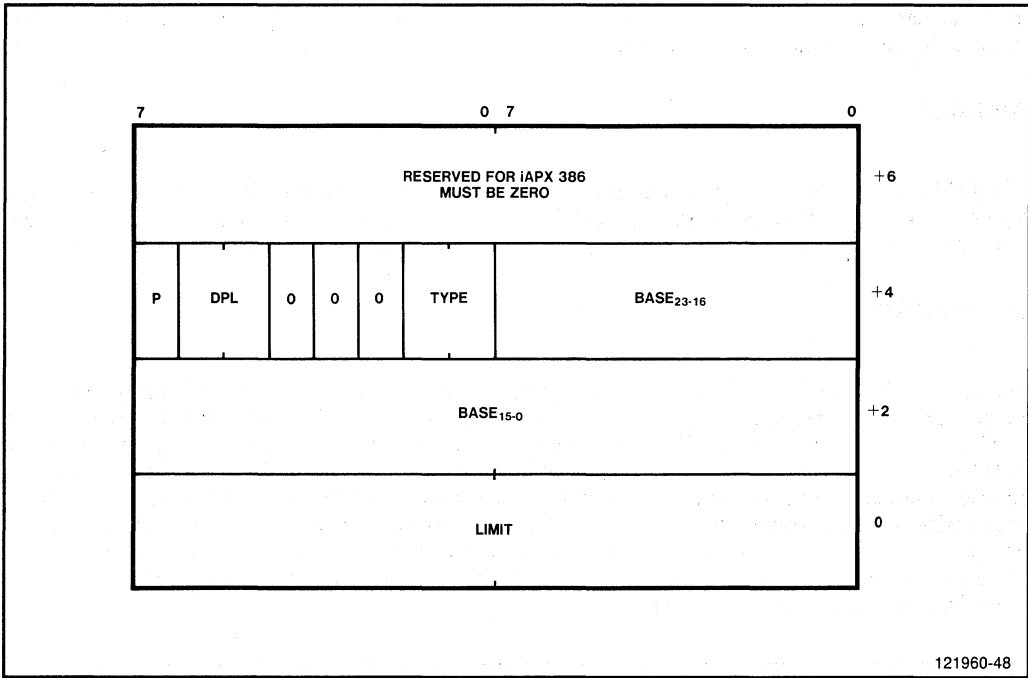 7 0 7 0
RESERVED FOR iAPX 386
MUST BE ZERO
+6
P DPL 0 0 0 TYPE BASE23-16 +4
BASE15-0 +2
LIMIT 0
121960-48